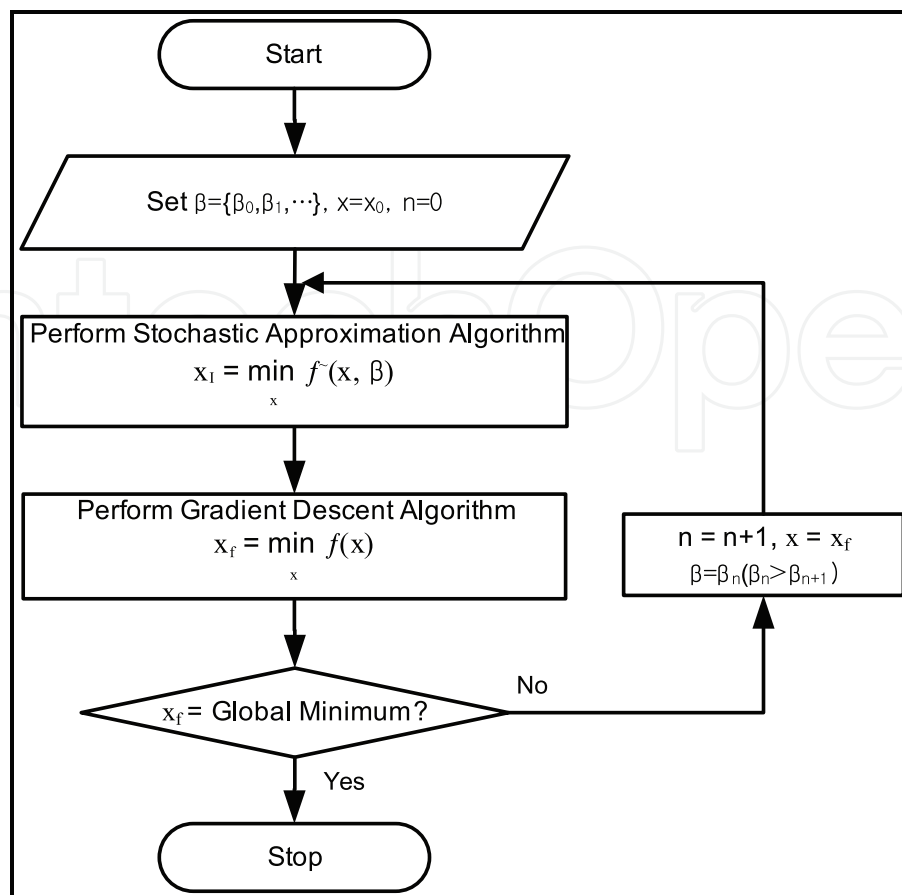 Start
Set β={β₀,β₁,⋯}, x=x₀, n=0
Perform Stochastic Approximation Algorithm
x_I = min f~(x, β)
x
Perform Gradient Descent Algorithm
x_f = min f(x)
x
n = n+1, x = x_f
β=β_n(β_n>β_{n+1})
x_f = Global Minimum?
No
Yes
Stop